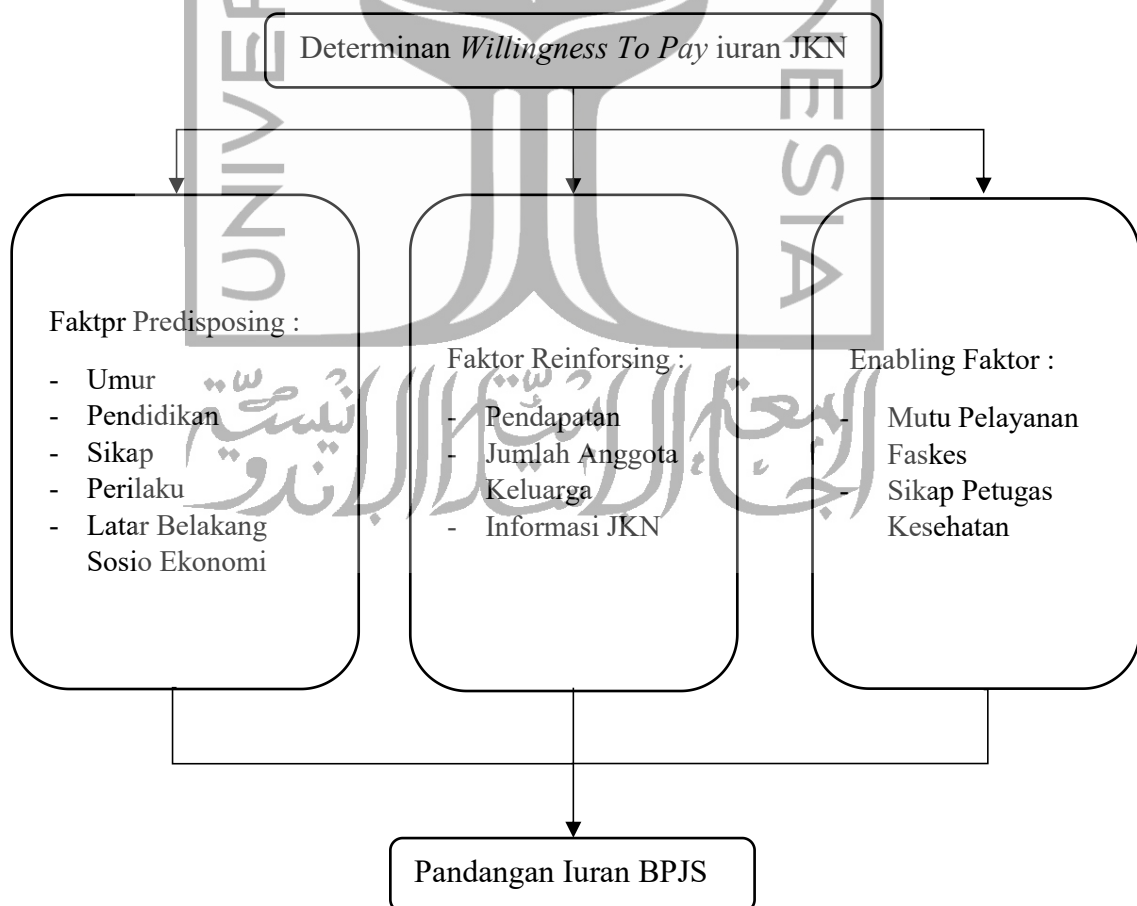 Determinan Willingness To Pay iuran JKN
Faktpr Predisposing :
- Umur
- Pendidikan
- Sikap
- Perilaku
- Latar Belakang
Sosio Ekonomi
Faktor Reinforsing :
- Pendapatan
- Jumlah Anggota
Keluarga
- Informasi JKN
Enabling Faktor :
- Mutu Pelayanan
Faskes
- Sikap Petugas
Kesehatan
Pandangan Iuran BPJS